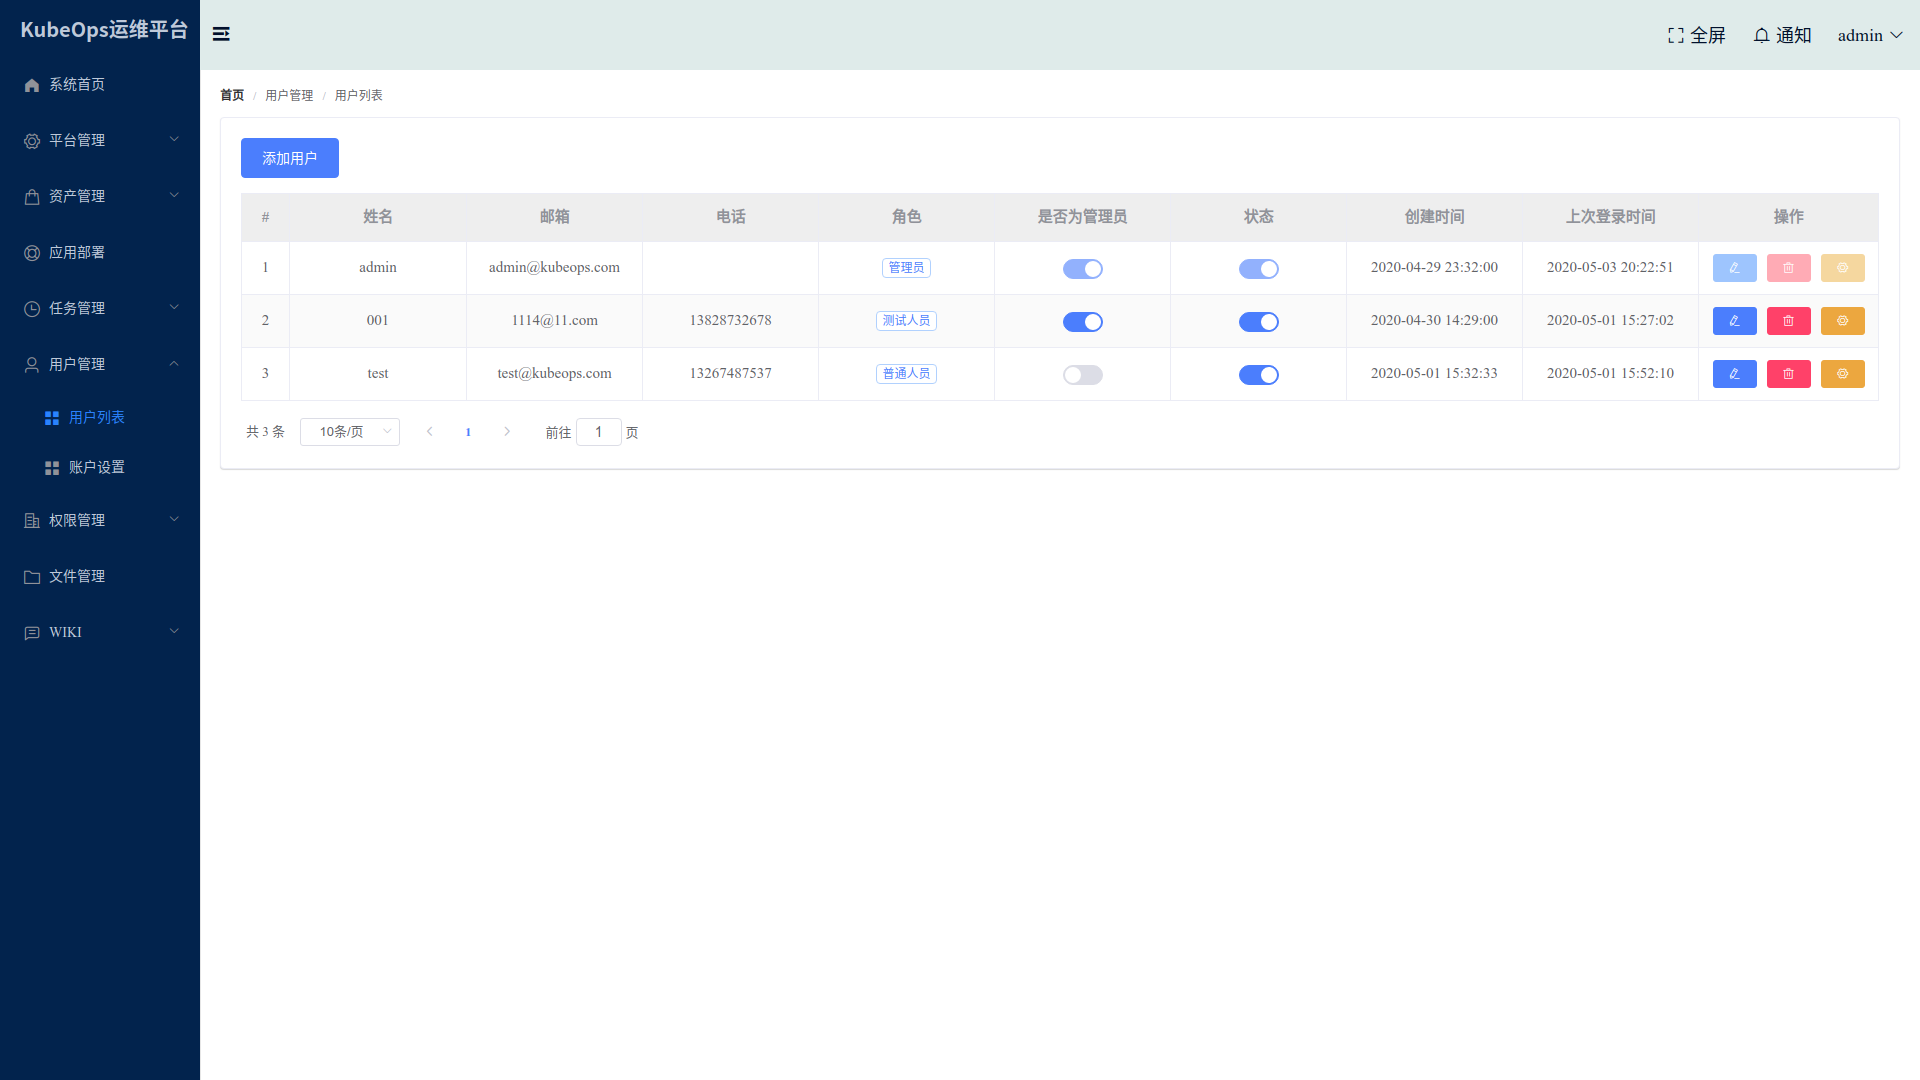 KubeOps运维平台
全屏
通知
admin
系统首页
平台管理
资产管理
应用部署
任务管理
用户管理
用户列表
账户设置
权限管理
文件管理
WIKI
首页 / 用户管理 / 用户列表
添加用户
# 姓名 邮箱 电话 角色 是否为管理员 状态 创建时间 上次登录时间 操作
1 admin admin@kubeops.com 管理员 2020-04-29 23:32:00 2020-05-03 20:22:51
2 001 1114@11.com 13828732678 测试人员 2020-04-30 14:29:00 2020-05-01 15:27:02
3 test test@kubeops.com 13267487537 普通人员 2020-05-01 15:32:33 2020-05-01 15:52:10
共 3 条 10条/页 1 前往 1 页